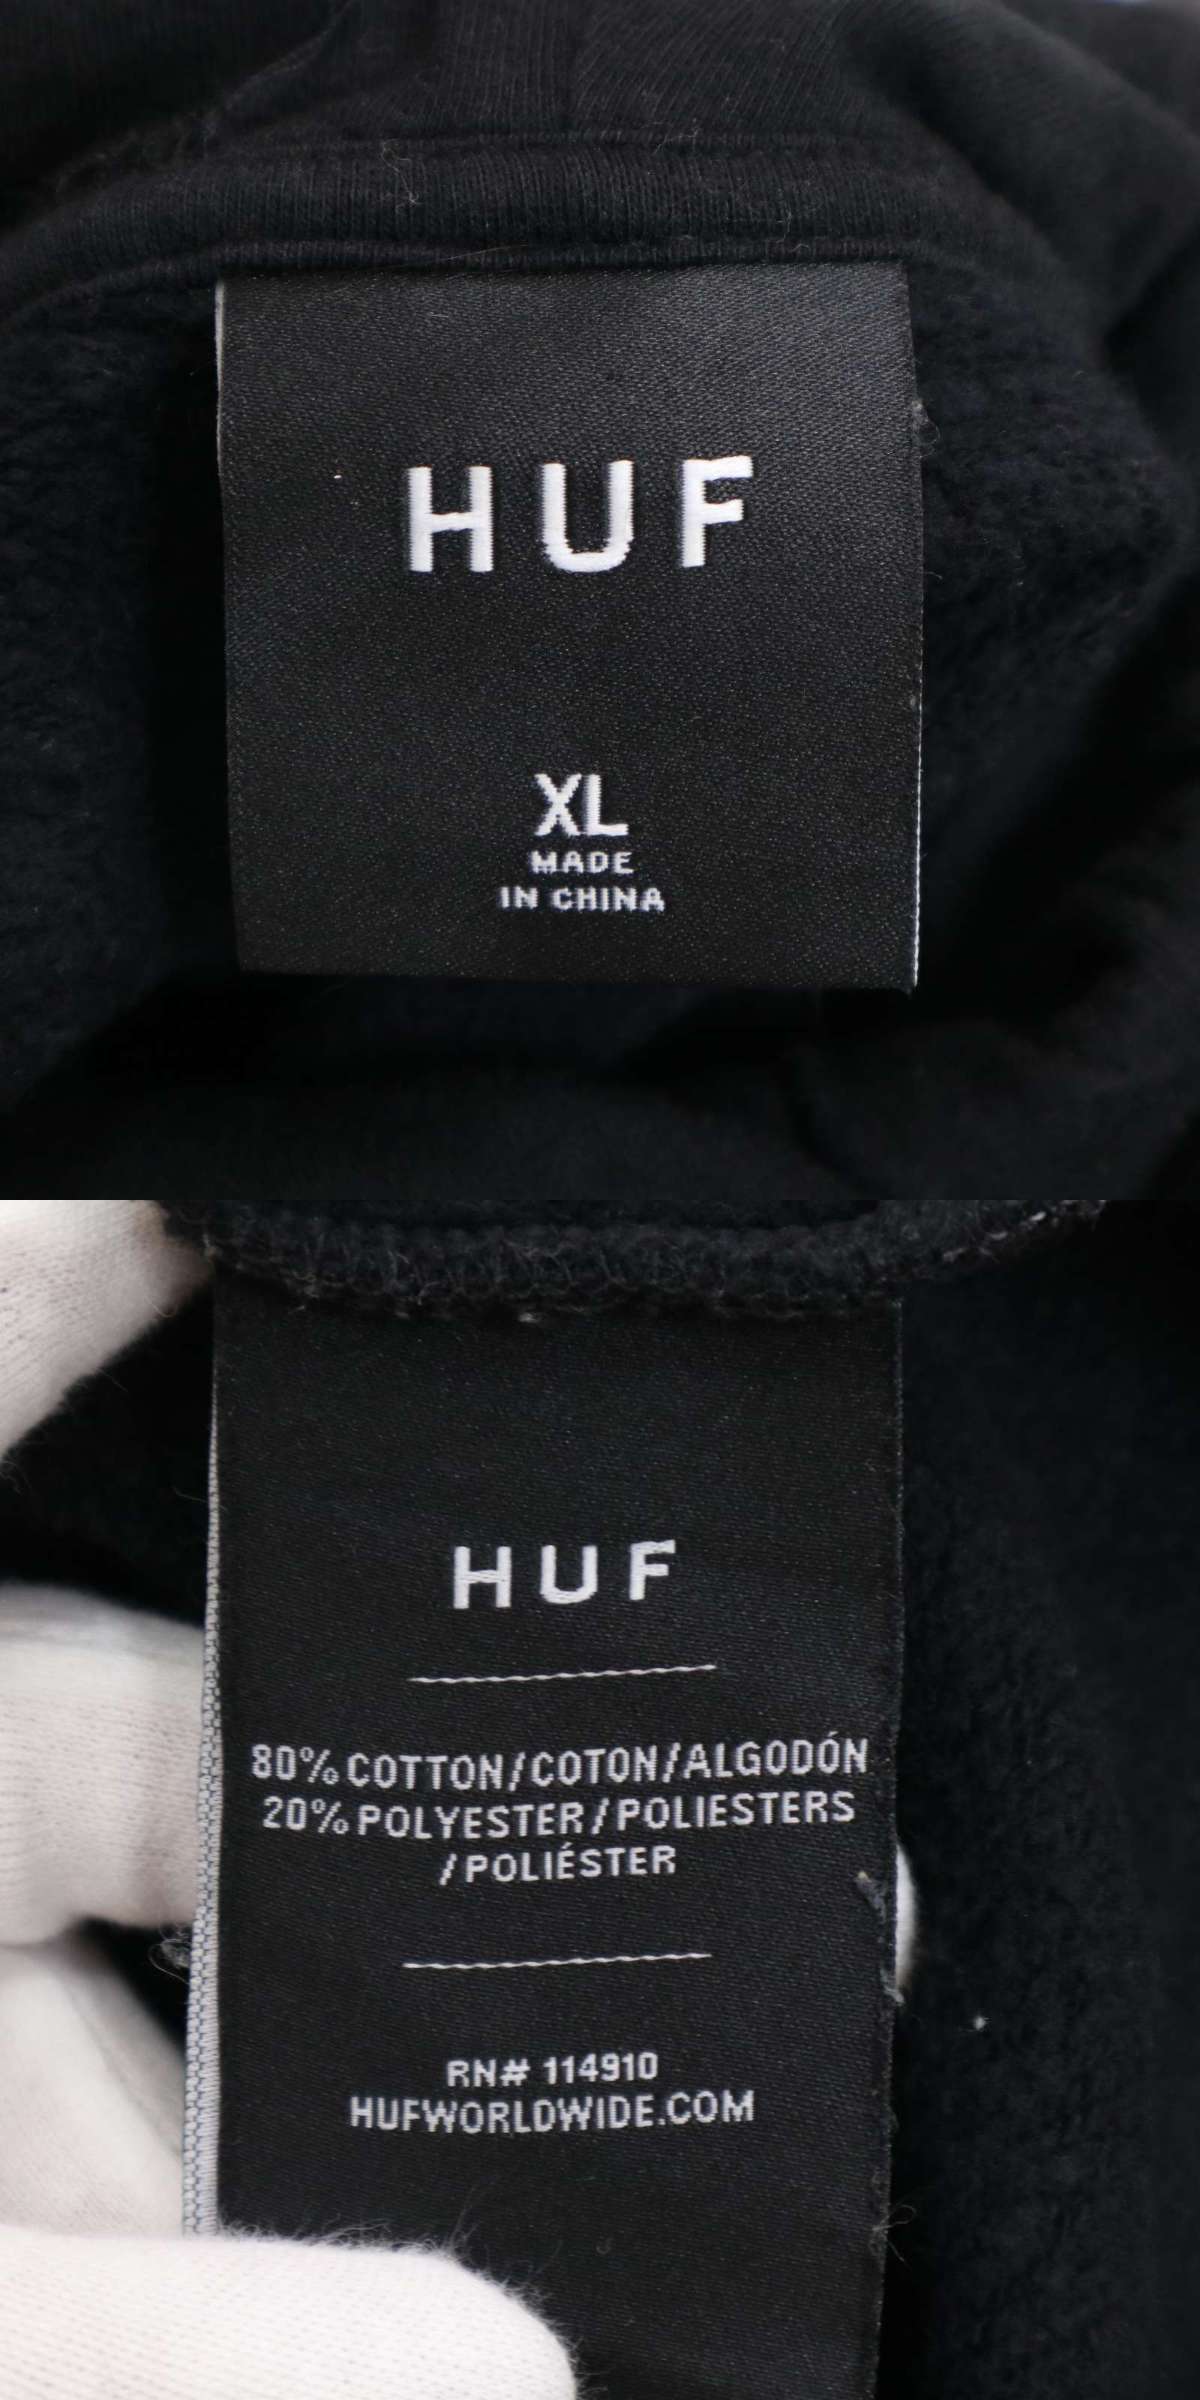 HUF
XL
MADE
IN CHINA
HUF
80% COTTON/COTON/ALGODÓN
20% POLYESTER/POLIESTERS
/POLIÉSTER
RN# 114910
HUFWORLDWIDE.COM